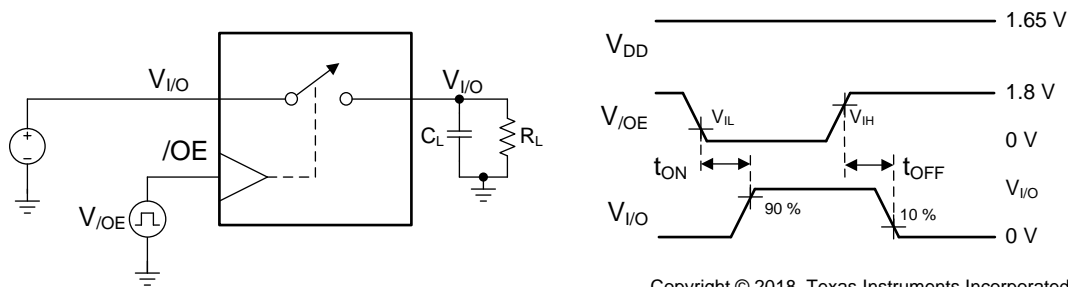 V_I/O
V_I/O
C_L
R_L
/OE
V_/OE
V_DD
1.65 V
V_/OE
V_IL
V_IH
1.8 V
0 V
t_ON
t_OFF
V_I/O
V_I/O
90 %
10 %
0 V
Copyright © 2018, Texas Instruments Incorporated